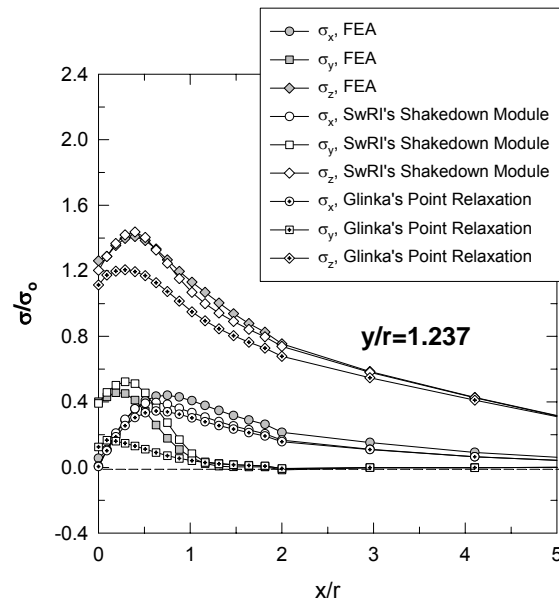 σx, FEA
σy, FEA
σz, FEA
σx, SwRI's Shakedown Module
σy, SwRI's Shakedown Module
σz, SwRI's Shakedown Module
σx, Glinka's Point Relaxation
σy, Glinka's Point Relaxation
σz, Glinka's Point Relaxation
2.4
2.0
1.6
1.2
0.8
0.4
0.0
-0.4
σ/σo
y/r=1.237
0 1 2 3 4 5
x/r